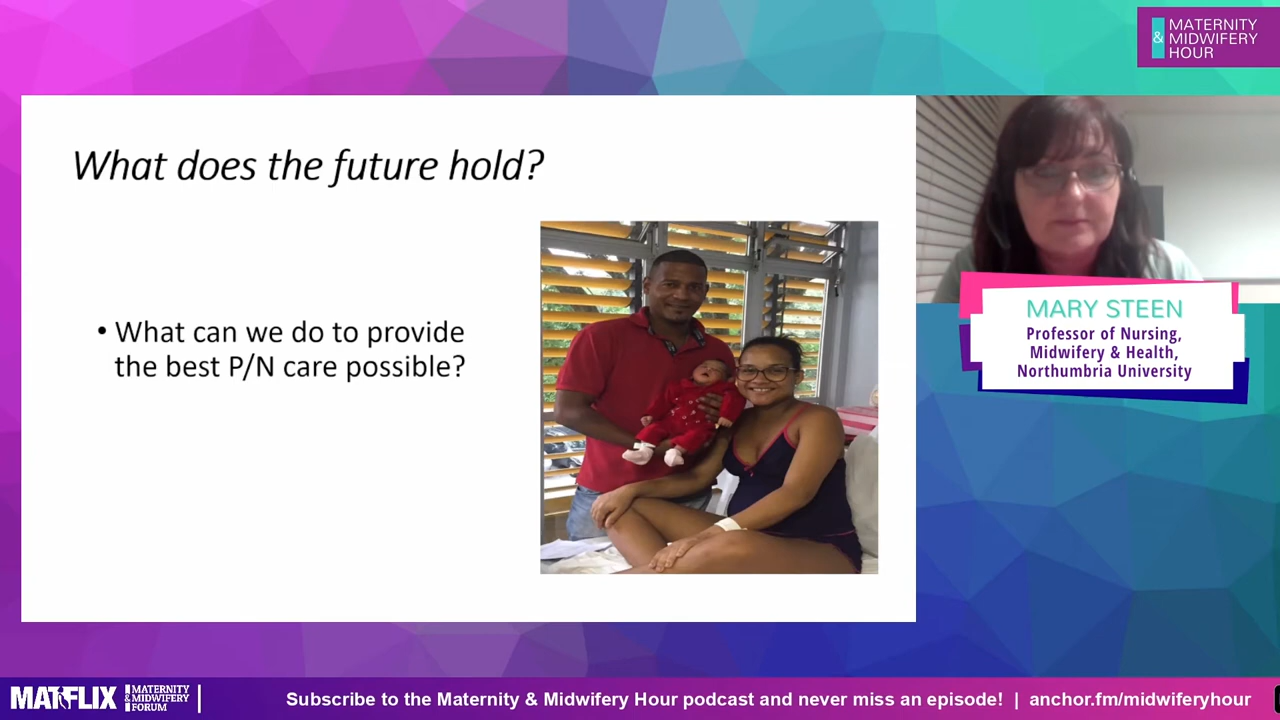 MATERNITY
& MIDWIFERY
HOUR
What does the future hold?
• What can we do to provide
the best P/N care possible?
MARY STEEN
Professor of Nursing,
Midwifery & Health,
Northumbria University
MATFLIX
MATERNITY
& MIDWIFERY
FORUM
Subscribe to the Maternity & Midwifery Hour podcast and never miss an episode! | anchor.fm/midwiferyhour